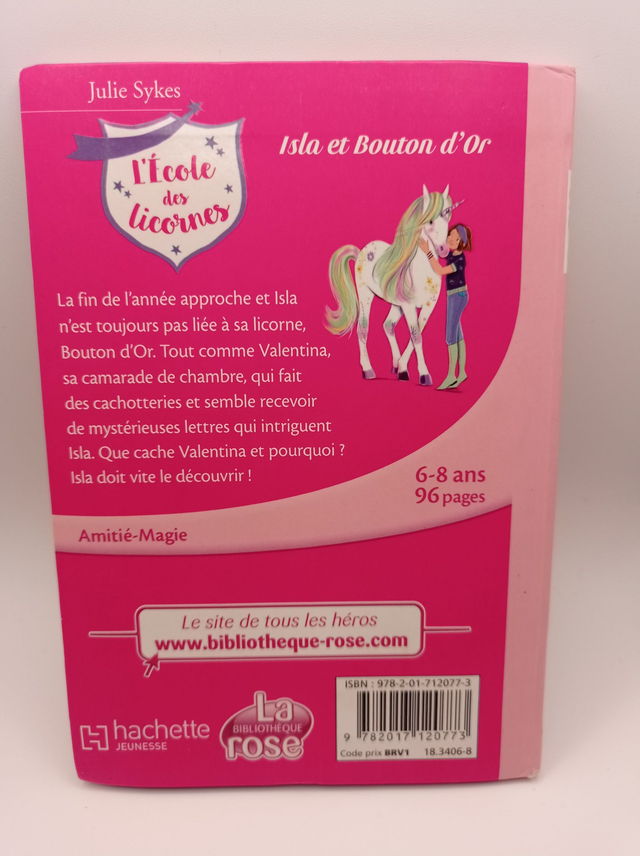 Julie Sykes
L'École
des
licornes
Isla et Bouton d'Or
La fin de l'année approche et Isla
n'est toujours pas liée à sa licorne,
Bouton d'Or. Tout comme Valentina,
sa camarade de chambre, qui fait
des cachotteries et semble recevoir
de mystérieuses lettres qui intriguent
Isla. Que cache Valentina et pourquoi ?
Isla doit vite le découvrir !
6-8 ans
96 pages
Amitié-Magie
Le site de tous les héros
www.bibliotheque-rose.com
hachette
JEUNESSE
La
BIBLIOTHÈQUE
rose
ISBN : 978-2-01-712077-3
9 782017 120773
Code prix BRV1 18.3406-8